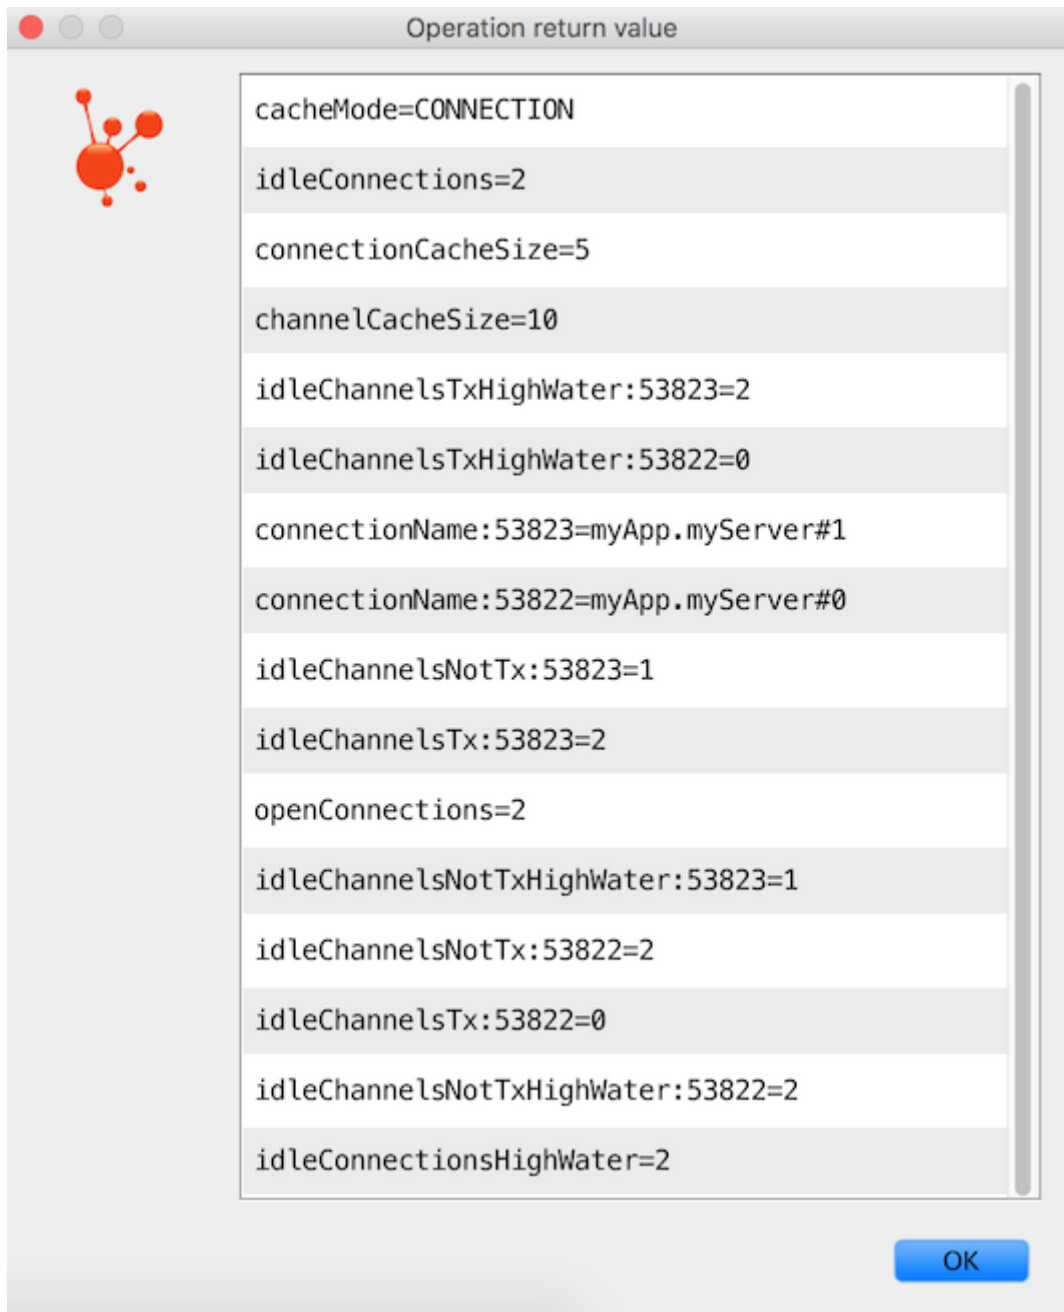 Operation return value
cacheMode=CONNECTION
idleConnections=2
connectionCacheSize=5
channelCacheSize=10
idleChannelsTxHighWater:53823=2
idleChannelsTxHighWater:53822=0
connectionName:53823=myApp.myServer#1
connectionName:53822=myApp.myServer#0
idleChannelsNotTx:53823=1
idleChannelsTx:53823=2
openConnections=2
idleChannelsNotTxHighWater:53823=1
idleChannelsNotTx:53822=2
idleChannelsTx:53822=0
idleChannelsNotTxHighWater:53822=2
idleConnectionsHighWater=2
OK